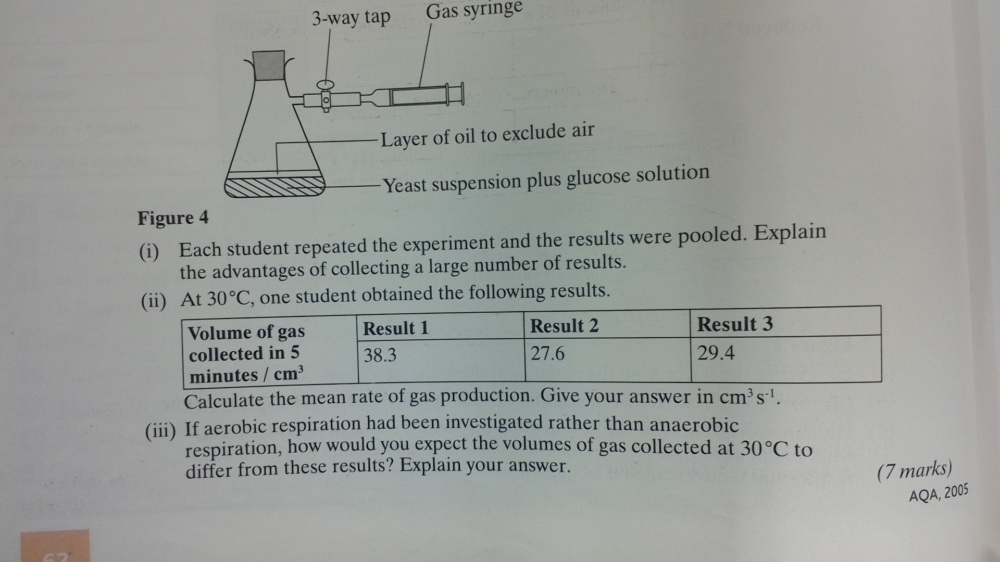 3-way tap
Gas syringe
Layer of oil to exclude air
Yeast suspension plus glucose solution
Figure 4
(i) Each student repeated the experiment and the results were pooled. Explain
the advantages of collecting a large number of results.
(ii) At 30 °C, one student obtained the following results.
Volume of gas
collected in 5
minutes / cm³
Result 1
Result 2
Result 3
38.3
27.6
29.4
Calculate the mean rate of gas production. Give your answer in cm³ s⁻¹.
(iii) If aerobic respiration had been investigated rather than anaerobic
respiration, how would you expect the volumes of gas collected at 30 °C to
differ from these results? Explain your answer.
(7 marks)
AQA, 2005
62